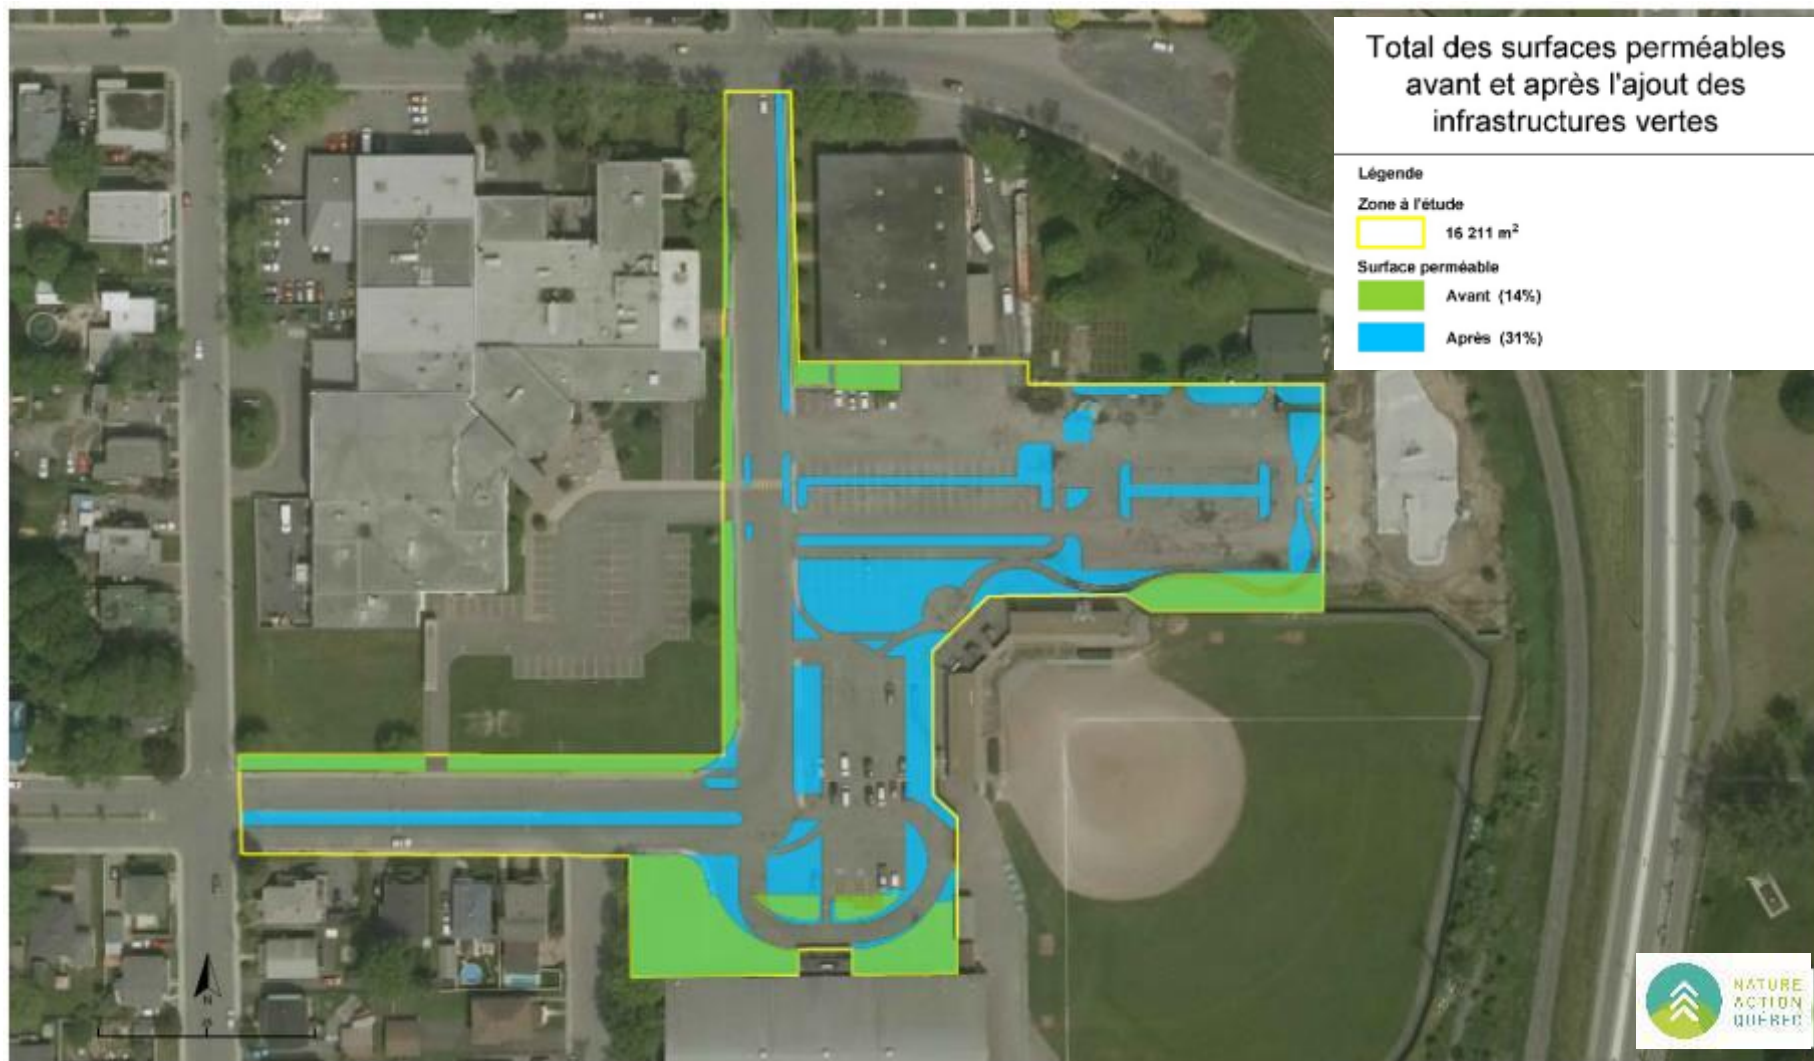 Total des surfaces perméables
avant et après l'ajout des
infrastructures vertes
Légende
Zone à l'étude
16 211 m²
Surface perméable
Avant (14%)
Après (31%)
N
NATURE
ACTION
QUÉBEC